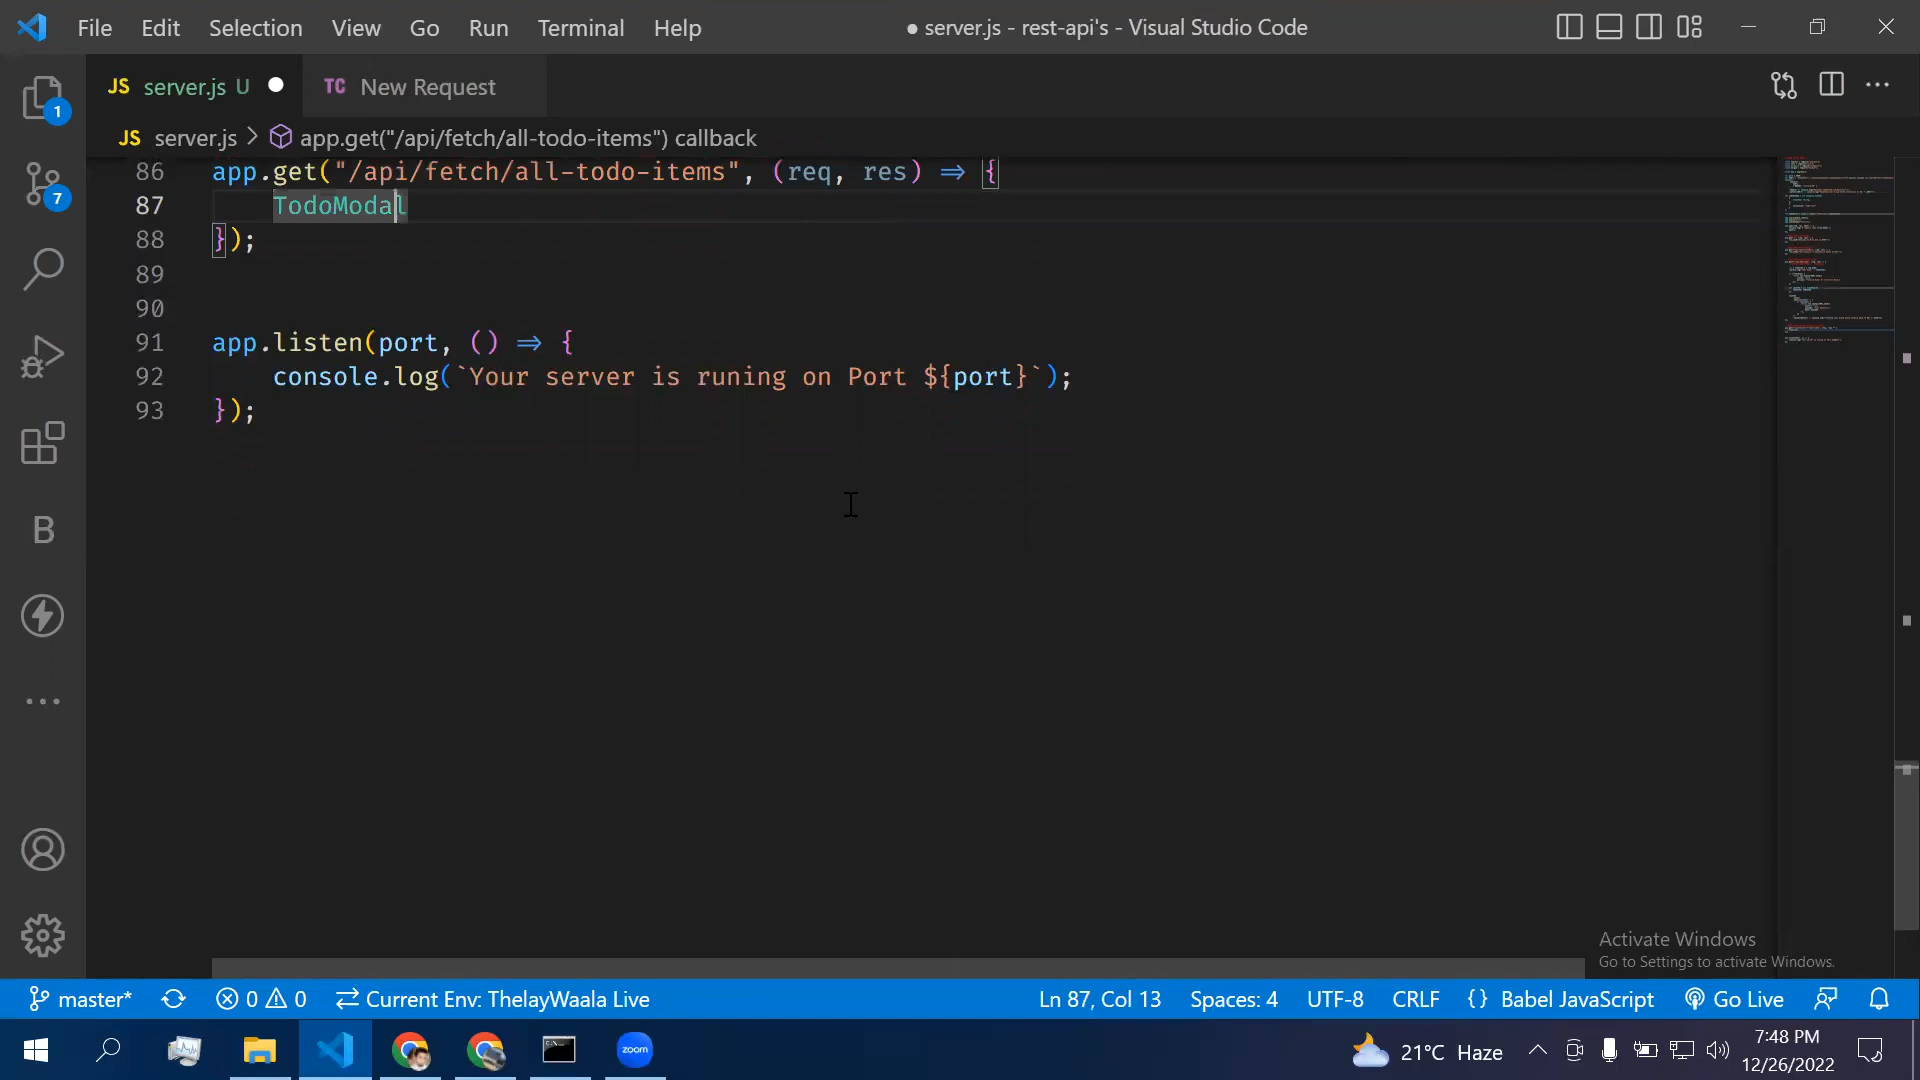 File Edit Selection View Go Run Terminal Help
● server.js - rest-api's - Visual Studio Code
JS server.js U ● TC New Request
JS server.js > app.get("/api/fetch/all-todo-items") callback
86 app.get("/api/fetch/all-todo-items", (req, res) => {
87 TodoModal
88 });
89
90
91 app.listen(port, () => {
92 console.log(`Your server is runing on Port ${port}`);
93 });
1
7
B
Activate Windows
Go to Settings to activate Windows.
master* 0 0 Current Env: ThelayWaala Live Ln 87, Col 13 Spaces: 4 UTF-8 CRLF {} Babel JavaScript Go Live
zoom
21°C Haze
7:48 PM
12/26/2022